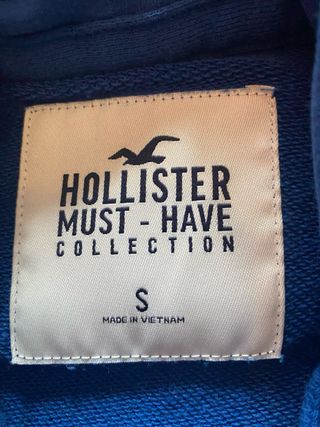 HOLLISTER
MUST - HAVE
COLLECTION
S
MADE IN VIETNAM